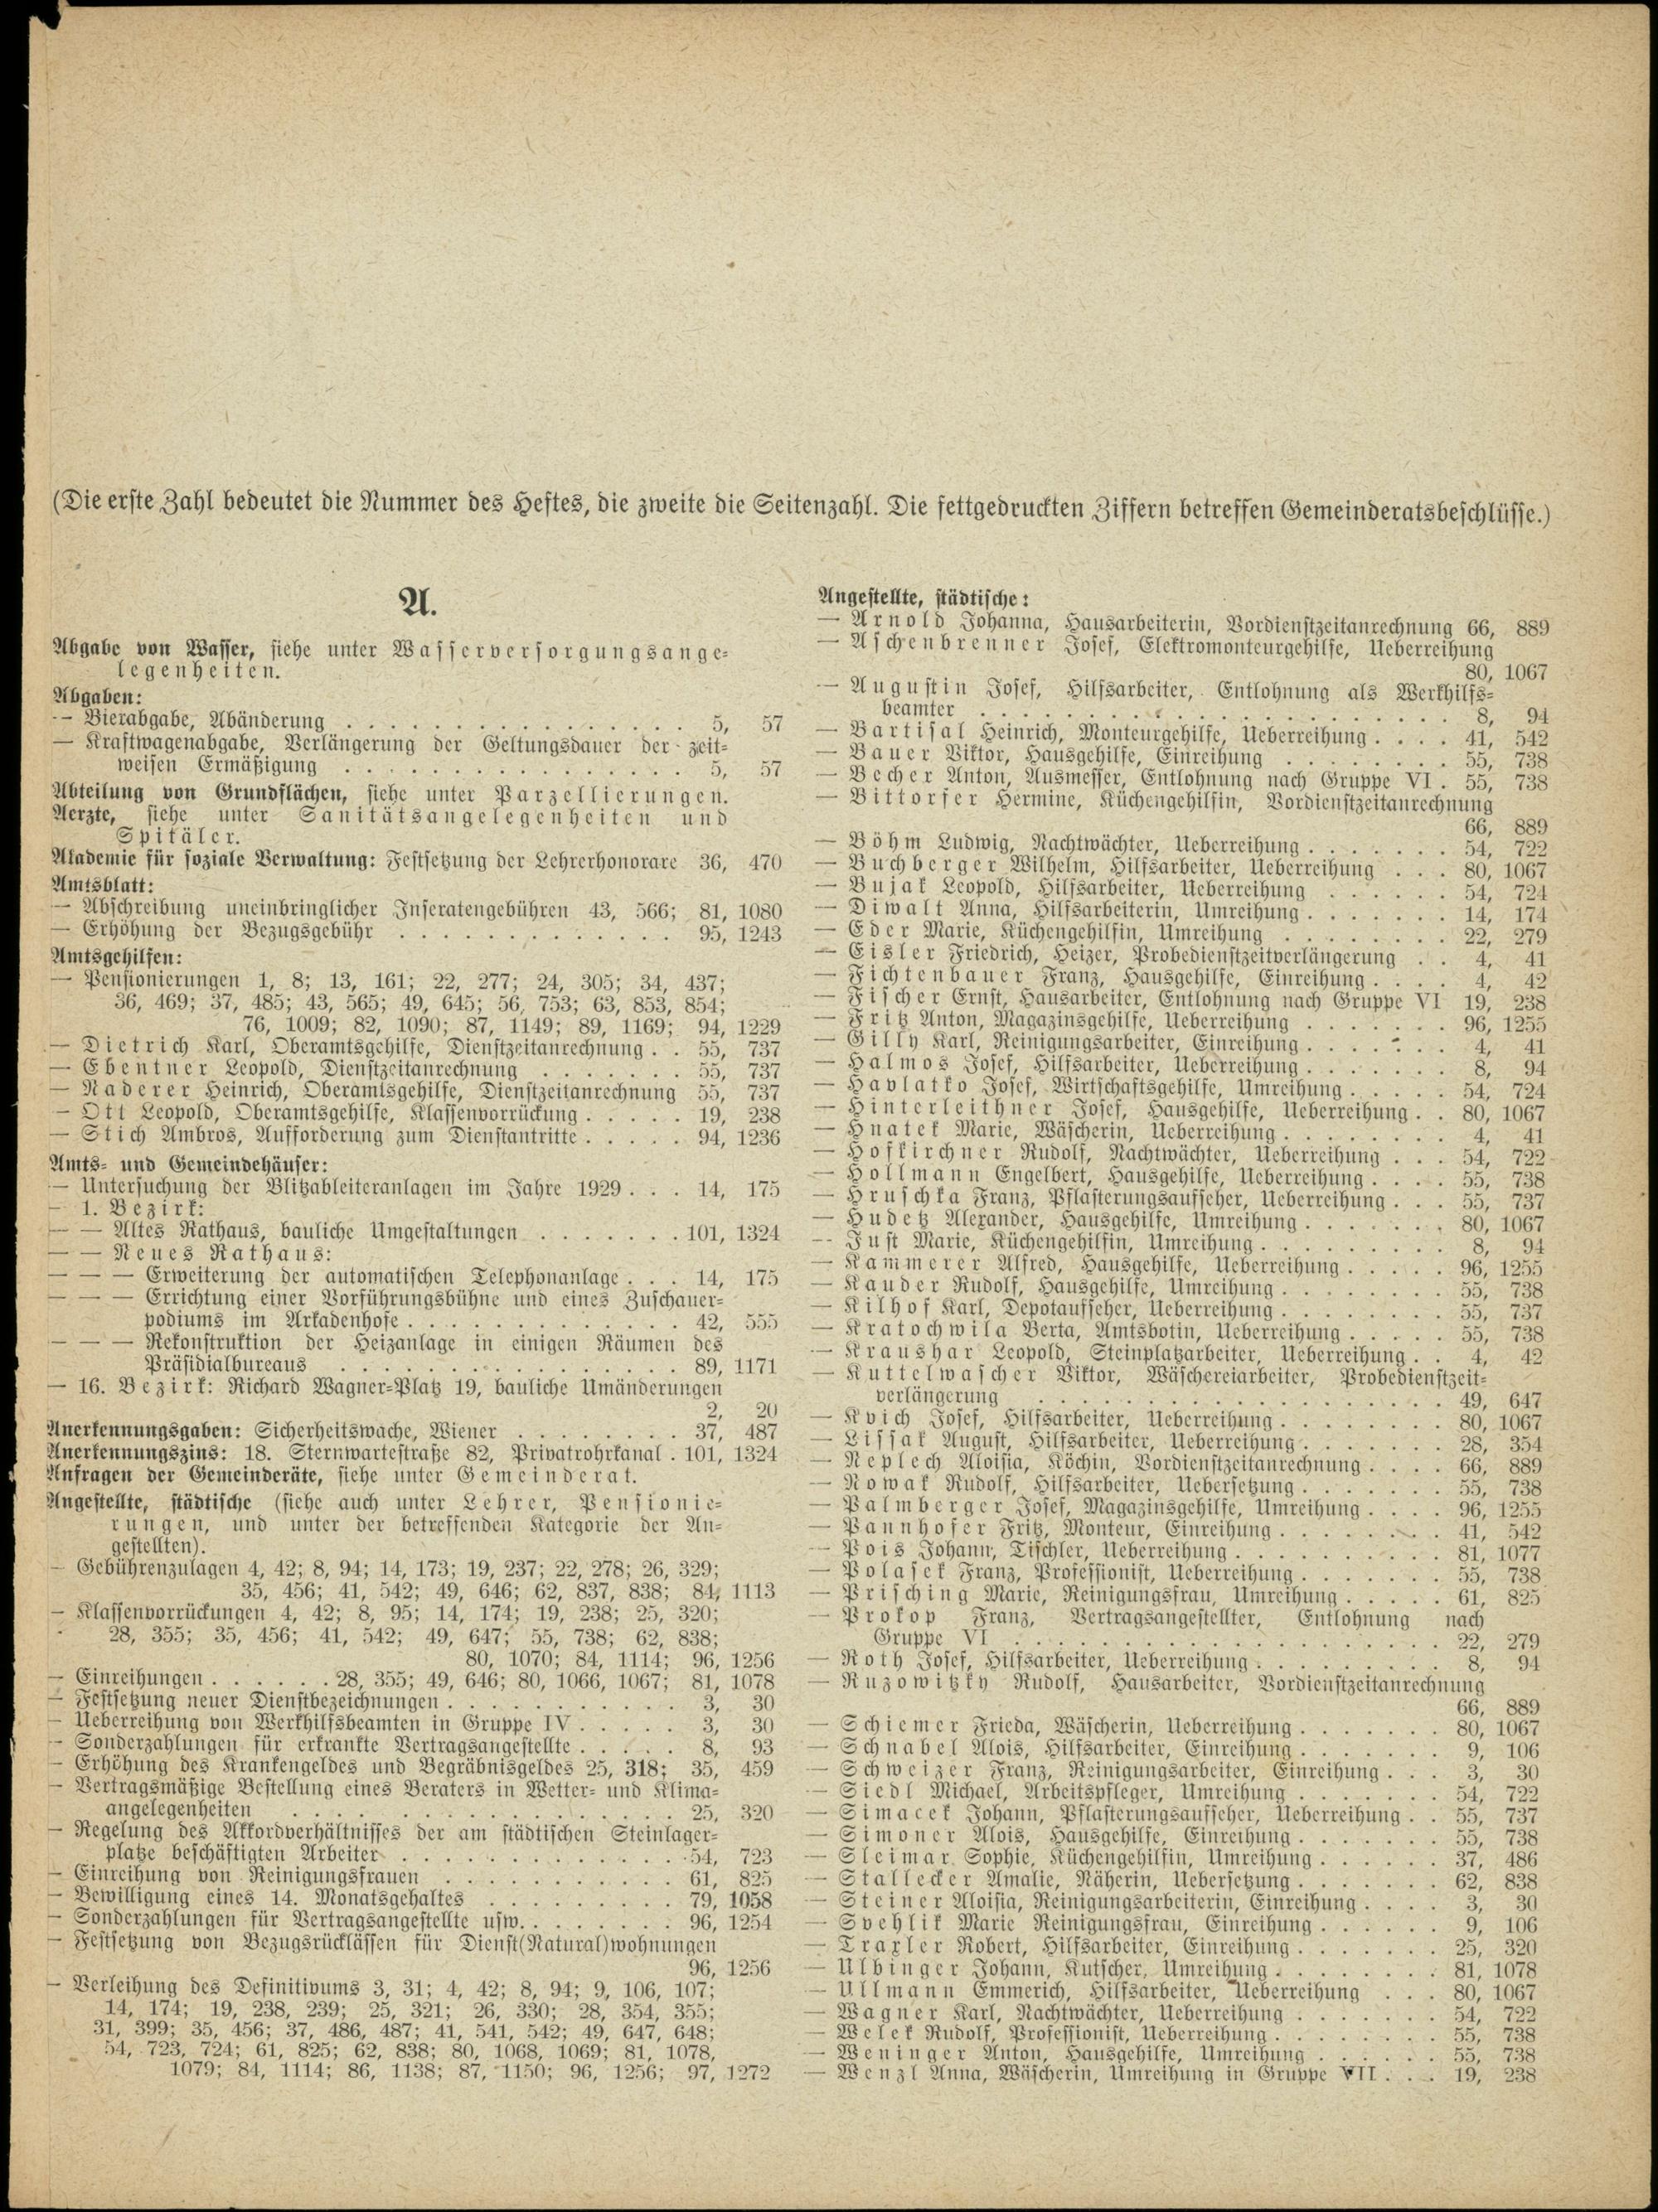 (Die erste Zahl bedeutet die Nummer des Heftes, die zweite die Seitenzahl. Die fettgedruckten Ziffern betreffen Gemeinderatsbeschlüsse.)
A.
Abgabe von Wasser, siehe unter Wasserversorgungsange-
legenheiten.
Abgaben:
— Bierabgabe, Abänderung . . . . . . . . . . . . . . . . 5, 57
— Kraftwagenabgabe, Verlängerung der Geltungsdauer der zeit-
weisen Ermäßigung . . . . . . . . . . . . . . . . 5, 57
Abteilung von Grundflächen, siehe unter Parzellierungen.
Aerzte, siehe unter Sanitätsangelegenheiten und
Spitäler.
Akademie für soziale Verwaltung: Festsetzung der Lehrerhonorare 36, 470
Amtsblatt:
— Abschreibung uneinbringlicher Inseratengebühren 43, 566; 81, 1080
— Erhöhung der Bezugsgebühr . . . . . . . . . . . . . 95, 1243
Amtsgehilfen:
— Pensionierungen 1, 8; 13, 161; 22, 277; 24, 305; 34, 437;
36, 469; 37, 485; 43, 565; 49, 645; 56, 753; 63, 853, 854;
76, 1009; 82, 1090; 87, 1149; 89, 1169; 94, 1229
— Dietrich Karl, Oberamtsgehilfe, Dienstzeitanrechnung . . 55, 737
— Ebentner Leopold, Dienstzeitanrechnung . . . . . . . 55, 737
— Naderer Heinrich, Oberamtsgehilfe, Dienstzeitanrechnung 55, 737
— Ott Leopold, Oberamtsgehilfe, Klassenvorrückung . . . . . 19, 238
— Stich Ambros, Aufforderung zum Dienstantritte . . . . . 94, 1236
Amts- und Gemeindehäuser:
— Untersuchung der Blitzableiteranlagen im Jahre 1929 . . . 14, 175
— 1. Bezirk:
— — Altes Rathaus, bauliche Umgestaltungen . . . . . . . 101, 1324
— — Neues Rathaus:
— — — Erweiterung der automatischen Telephonanlage . . . 14, 175
— — — Errichtung einer Vorführungsbühne und eines Zuschauer-
podiums im Arkadenhofe . . . . . . . . . . . . . 42, 555
— — — Rekonstruktion der Heizanlage in einigen Räumen des
Präsidialbureaus . . . . . . . . . . . . . . . . 89, 1171
— 16. Bezirk: Richard Wagner-Platz 19, bauliche Umänderungen
2, 20
Anerkennungsgaben: Sicherheitswache, Wiener . . . . . . . . 37, 487
Anerkennungszins: 18. Sternwartestraße 82, Privatrohrkanal . 101, 1324
Anfragen der Gemeinderäte, siehe unter Gemeinderat.
Angestellte, städtische (siehe auch unter Lehrer, Pensionie-
rungen, und unter der betreffenden Kategorie der An-
gestellten).
— Gebührenzulagen 4, 42; 8, 94; 14, 173; 19, 237; 22, 278; 26, 329;
35, 456; 41, 542; 49, 646; 62, 837, 838; 84, 1113
— Klassenvorrückungen 4, 42; 8, 95; 14, 174; 19, 238; 25, 320;
28, 355; 35, 456; 41, 542; 49, 647; 55, 738; 62, 838;
80, 1070; 84, 1114; 96, 1256
— Einreihungen . . . . . . 28, 355; 49, 646; 80, 1066, 1067; 81, 1078
— Festsetzung neuer Dienstbezeichnungen . . . . . . . . . . . 3, 30
— Ueberreihung von Werkhilfsbeamten in Gruppe IV . . . . . 3, 30
— Sonderzahlungen für erkrankte Vertragsangestellte . . . . . 8, 93
— Erhöhung des Krankengeldes und Begräbnisgeldes 25, 318; 35, 459
— Vertragsmäßige Bestellung eines Beraters in Wetter- und Klima-
angelegenheiten . . . . . . . . . . . . . . . . . . 25, 320
— Regelung des Akkordverhältnisses der am städtischen Steinlager-
platze beschäftigten Arbeiter . . . . . . . . . . . . . . 54, 723
— Einreihung von Reinigungsfrauen . . . . . . . . . . . 61, 825
— Bewilligung eines 14. Monatsgehaltes . . . . . . . . . 79, 1058
— Sonderzahlungen für Vertragsangestellte usw. . . . . . . . 96, 1254
— Festsetzung von Bezugsrücklässen für Dienst(Natural)wohnungen
96, 1256
— Verleihung des Definitivums 3, 31; 4, 42; 8, 94; 9, 106, 107;
14, 174; 19, 238, 239; 25, 321; 26, 330; 28, 354, 355;
31, 399; 35, 456; 37, 486, 487; 41, 541, 542; 49, 647, 648;
54, 723, 724; 61, 825; 62, 838; 80, 1068, 1069; 81, 1078,
1079; 84, 1114; 86, 1138; 87, 1150; 96, 1256; 97, 1272
Angestellte, städtische:
— Arnold Johanna, Hausarbeiterin, Vordienstzeitanrechnung 66, 889
— Aschenbrenner Josef, Elektromonteurgehilfe, Ueberreihung
80, 1067
— Augustin Josef, Hilfsarbeiter, Entlohnung als Werkhilfs-
beamter . . . . . . . . . . . . . . . . . . . . . . 8, 94
— Bartisal Heinrich, Monteurgehilfe, Ueberreihung . . . . 41, 542
— Bauer Viktor, Hausgehilfe, Einreihung . . . . . . . . 55, 738
— Becher Anton, Ausmesser, Entlohnung nach Gruppe VI . 55, 738
— Bittorfer Hermine, Küchengehilfin, Vordienstzeitanrechnung
66, 889
— Böhm Ludwig, Nachtwächter, Ueberreihung . . . . . . . 54, 722
— Buchberger Wilhelm, Hilfsarbeiter, Ueberreihung . . . 80, 1067
— Bujak Leopold, Hilfsarbeiter, Ueberreihung . . . . . . 54, 724
— Diwalt Anna, Hilfsarbeiterin, Umreihung . . . . . . . 14, 174
— Eder Marie, Küchengehilfin, Umreihung . . . . . . . . 22, 279
— Eisler Friedrich, Heizer, Probedienstzeitverlängerung . . 4, 41
— Fichtenbauer Franz, Hausgehilfe, Einreihung . . . . 4, 42
— Fischer Ernst, Hausarbeiter, Entlohnung nach Gruppe VI 19, 238
— Fritz Anton, Magazinsgehilfe, Ueberreihung . . . . . . . 96, 1255
— Gilly Karl, Reinigungsarbeiter, Einreihung . . . . . . . 4, 41
— Halmos Josef, Hilfsarbeiter, Ueberreihung . . . . . . . 8, 94
— Havlatko Josef, Wirtschaftsgehilfe, Umreihung . . . . . 54, 724
— Hinterleithner Josef, Hausgehilfe, Ueberreihung . . 80, 1067
— Hnatek Marie, Wäscherin, Ueberreihung . . . . . . . . 4, 41
— Hofkirchner Rudolf, Nachtwächter, Ueberreihung . . . 54, 722
— Hollmann Engelbert, Hausgehilfe, Ueberreihung . . . . 55, 738
— Hruschka Franz, Pflasterungsaufseher, Ueberreihung . . . 55, 737
— Hudetz Alexander, Hausgehilfe, Umreihung . . . . . . . 80, 1067
— Just Marie, Küchengehilfin, Umreihung . . . . . . . . . 8, 94
— Kammerer Alfred, Hausgehilfe, Ueberreihung . . . . . 96, 1255
— Kauder Rudolf, Hausgehilfe, Umreihung . . . . . . . . 55, 738
— Kilhof Karl, Depotaufseher, Ueberreihung . . . . . . . . 55, 737
— Kratochwila Berta, Amtsbotin, Ueberreihung . . . . . 55, 738
— Kraushar Leopold, Steinplatzarbeiter, Ueberreihung . . 4, 42
— Kuttelwascher Viktor, Wäschereiarbeiter, Probedienstzeit-
verlängerung . . . . . . . . . . . . . . . . . . . 49, 647
— Kvich Josef, Hilfsarbeiter, Ueberreihung . . . . . . . . 80, 1067
— Lissak August, Hilfsarbeiter, Ueberreihung . . . . . . . 28, 354
— Neplech Aloisia, Köchin, Vordienstzeitanrechnung . . . . 66, 889
— Nowak Rudolf, Hilfsarbeiter, Uebersetzung . . . . . . . 55, 738
— Palmberger Josef, Magazinsgehilfe, Umreihung . . . . 96, 1255
— Pannhofer Fritz, Monteur, Einreihung . . . . . . . . 41, 542
— Pois Johann, Tischler, Ueberreihung . . . . . . . . . . 81, 1077
— Polasek Franz, Professionist, Ueberreihung . . . . . . . 55, 738
— Prisching Marie, Reinigungsfrau, Umreihung . . . . . 61, 825
— Prokop Franz, Vertragsangestellter, Entlohnung nach
Gruppe VI . . . . . . . . . . . . . . . . . . . . 22, 279
— Roth Josef, Hilfsarbeiter, Ueberreihung . . . . . . . . . 8, 94
— Ruzowitzky Rudolf, Hausarbeiter, Vordienstzeitanrechnung
66, 889
— Schiemer Frieda, Wäscherin, Ueberreihung . . . . . . . 80, 1067
— Schnabel Alois, Hilfsarbeiter, Einreihung . . . . . . . 9, 106
— Schweizer Franz, Reinigungsarbeiter, Einreihung . . . 3, 30
— Siedl Michael, Arbeitspfleger, Umreihung . . . . . . . 54, 722
— Simacek Johann, Pflasterungsaufseher, Ueberreihung . . 55, 737
— Simoner Alois, Hausgehilfe, Einreihung . . . . . . . 55, 738
— Sleimar Sophie, Küchengehilfin, Umreihung . . . . . . 37, 486
— Stallecker Amalie, Näherin, Uebersetzung . . . . . . . 62, 838
— Steiner Aloisia, Reinigungsarbeiterin, Einreihung . . . . 3, 30
— Svehlik Marie Reinigungsfrau, Einreihung . . . . . . 9, 106
— Traxler Robert, Hilfsarbeiter, Einreihung . . . . . . . 25, 320
— Ulbinger Johann, Kutscher, Umreihung . . . . . . . . 81, 1078
— Ullmann Emmerich, Hilfsarbeiter, Ueberreihung . . . 80, 1067
— Wagner Karl, Nachtwächter, Ueberreihung . . . . . . . 54, 722
— Welek Rudolf, Professionist, Ueberreihung . . . . . . . . 55, 738
— Weninger Anton, Hausgehilfe, Umreihung . . . . . . 55, 738
— Wenzl Anna, Wäscherin, Umreihung in Gruppe VII . . . 19, 238